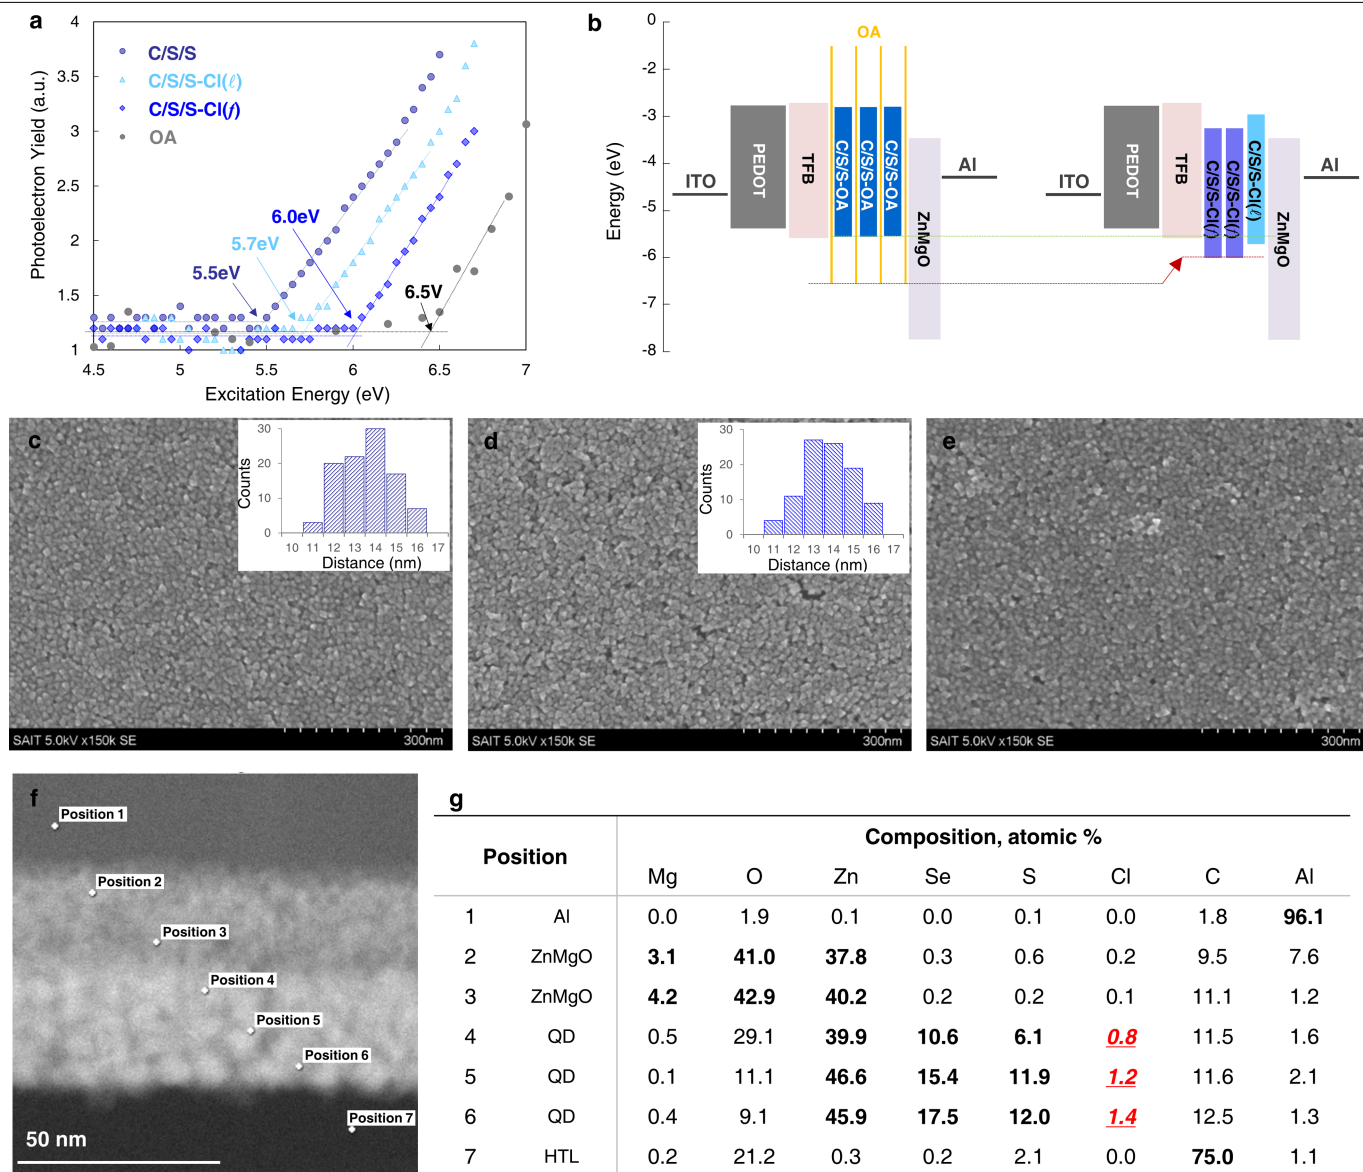 a
Photoelectron Yield (a.u.)
4
3.5
3
2.5
2
1.5
1
4.5 5 5.5 6 6.5 7
Excitation Energy (eV)
C/S/S
C/S/S-Cl(ℓ)
C/S/S-Cl(f)
OA
6.0eV
5.7eV
5.5eV
6.5V
b
Energy (eV)
0
-2
-3
-4
-5
-6
-7
-8
OA
ITO
PEDOT
TFB
C/S/S-OA
C/S/S-OA
C/S/S-OA
ZnMgO
Al
ITO
PEDOT
TFB
C/S/S-Cl(f)
C/S/S-Cl(f)
C/S/S-Cl(ℓ)
ZnMgO
Al
c
Counts
30
20
10
0
10 11 12 13 14 15 16 17
Distance (nm)
SAIT 5.0kV x150k SE 300nm
d
Counts
30
20
10
0
10 11 12 13 14 15 16 17
Distance (nm)
SAIT 5.0kV x150k SE 300nm
e
SAIT 5.0kV x150k SE 300nm
f
Position 1
Position 2
Position 3
Position 4
Position 5
Position 6
Position 7
50 nm
g
Position Composition, atomic %
Mg O Zn Se S Cl C Al
1 Al 0.0 1.9 0.1 0.0 0.1 0.0 1.8 96.1
2 ZnMgO 3.1 41.0 37.8 0.3 0.6 0.2 9.5 7.6
3 ZnMgO 4.2 42.9 40.2 0.2 0.2 0.1 11.1 1.2
4 QD 0.5 29.1 39.9 10.6 6.1 0.8 11.5 1.6
5 QD 0.1 11.1 46.6 15.4 11.9 1.2 11.6 2.1
6 QD 0.4 9.1 45.9 17.5 12.0 1.4 12.5 1.3
7 HTL 0.2 21.2 0.3 0.2 2.1 0.0 75.0 1.1